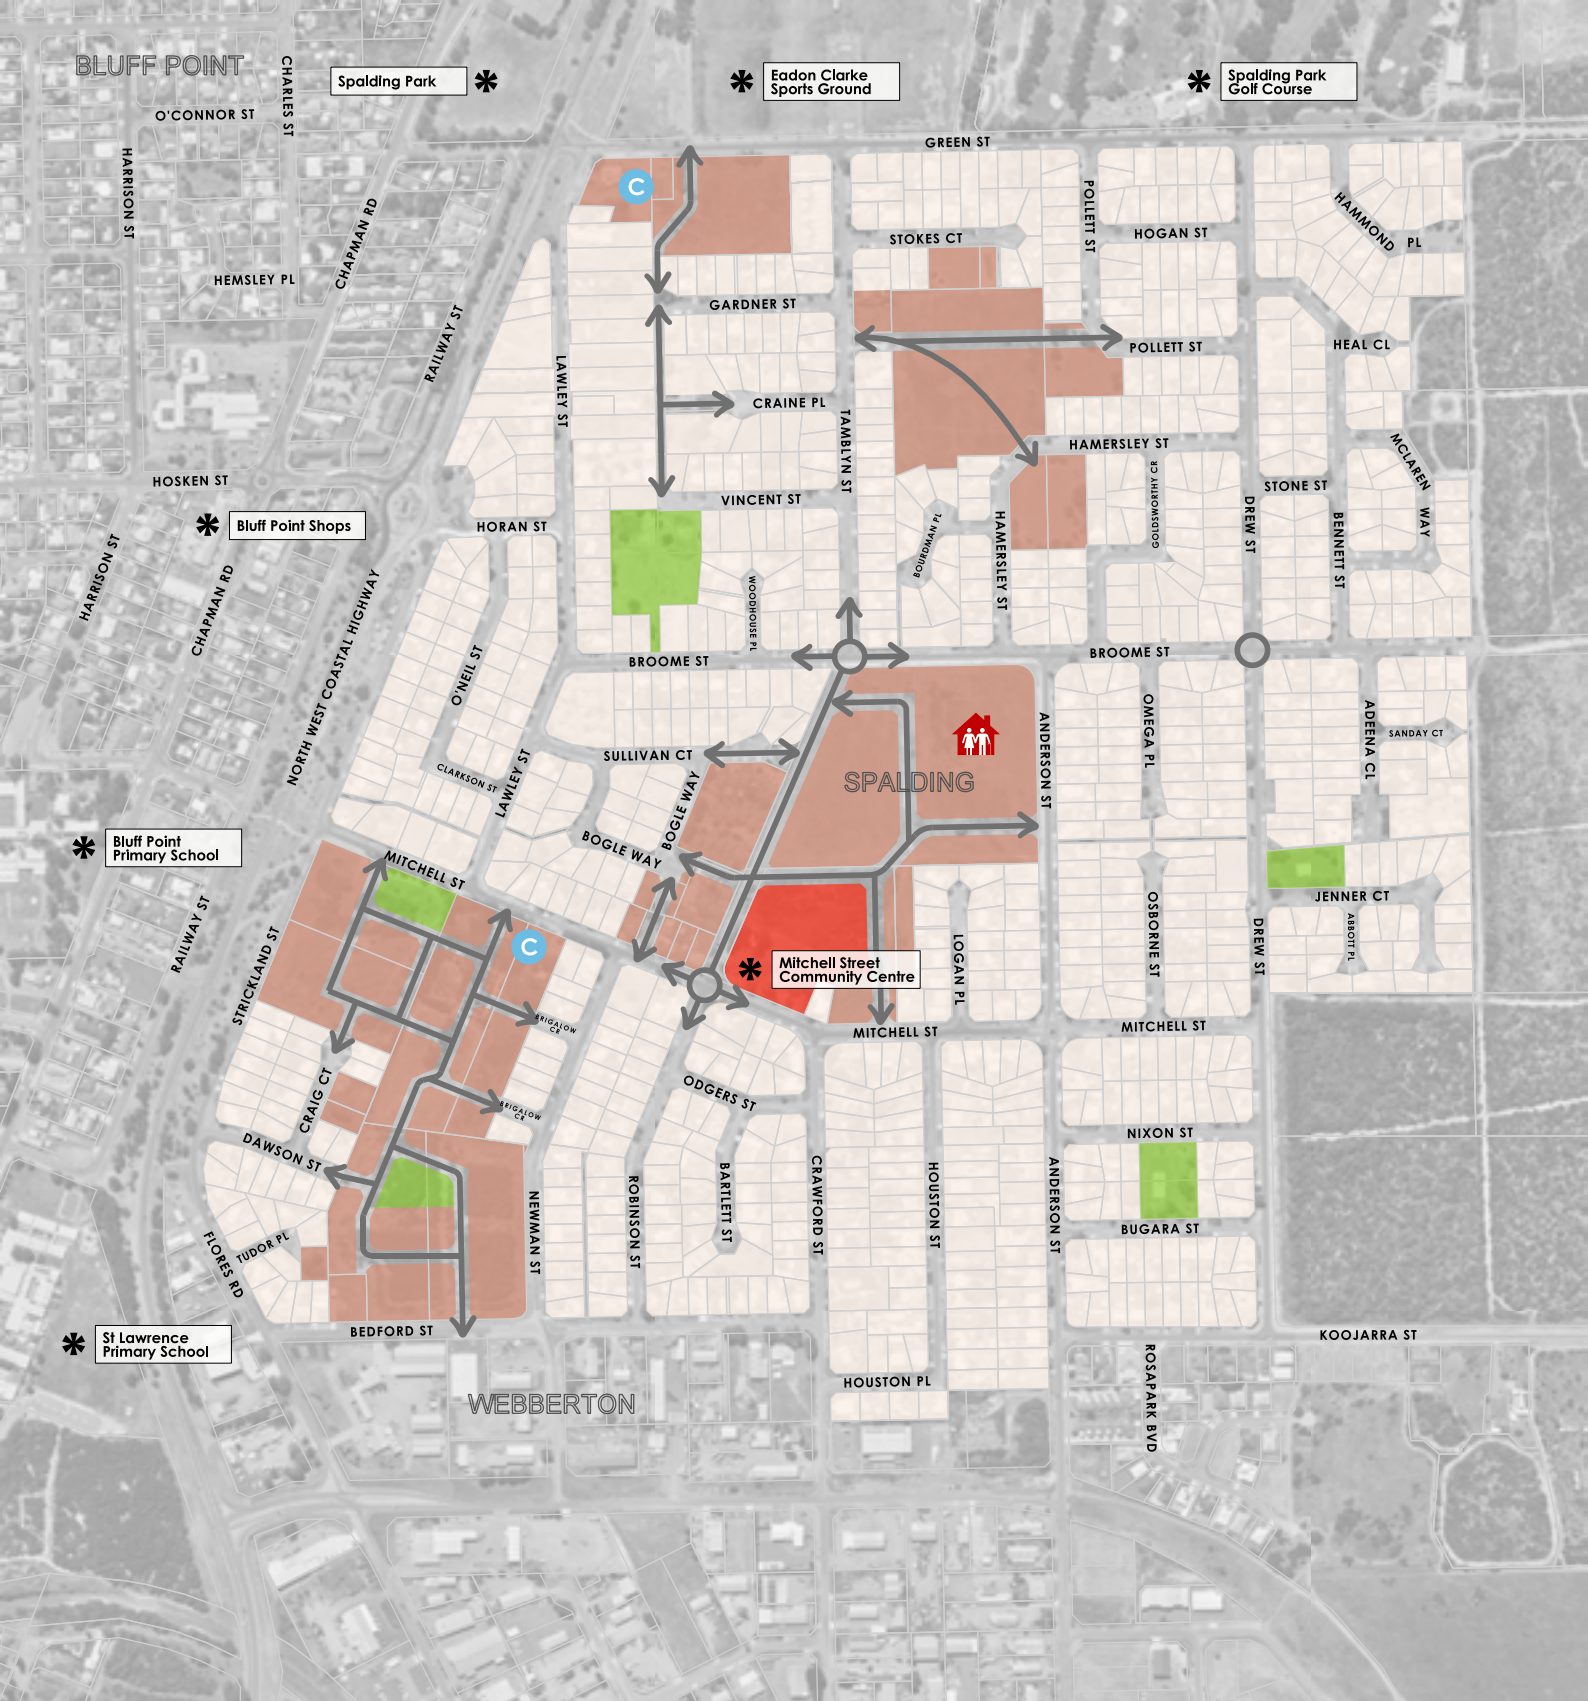 BLUFF POINT
CHARLES ST
Spalding Park
Eadon Clarke
Sports Ground
Spalding Park
Golf Course
O'CONNOR ST
HARRISON ST
GREEN ST
C
POLLETT ST
HAMMOND PL
CHAPMAN RD
STOKES CT
HOGAN ST
HEMSLEY PL
GARDNER ST
RAILWAY ST
POLLETT ST
HEAL CL
LAWLEY ST
CRAINE PL
TAMBLYN ST
HAMERSLEY ST
MCLAREN WAY
HOSKEN ST
VINCENT ST
STONE ST
GOLDSWORTHY CR
Bluff Point Shops
HORAN ST
BOURDMAN PL
HAMERSLEY ST
DREW ST
BENNETT ST
HARRISON ST
CHAPMAN RD
NORTH WEST COASTAL HIGHWAY
WOODHOUSE PL
O'NEIL ST
BROOME ST
BROOME ST
OMEGA PL
ADEENA CL
SANDAY CT
ANDERSON ST
SULLIVAN CT
CLARKSON ST
LAWLEY ST
BOGLE WAY
SPALDING
Bluff Point
Primary School
BOGLE WAY
MITCHELL ST
JENNER CT
ABBOTT PL
RAILWAY ST
STRICKLAND ST
C
Mitchell Street
Community Centre
LOGAN PL
OSBORNE ST
DREW ST
BRIGALOW
CR
MITCHELL ST
MITCHELL ST
CRAIG CT
ODGERS ST
BRIGALOW
CR
NIXON ST
DAWSON ST
NEWMAN ST
ROBINSON ST
BARTLETT ST
CRAWFORD ST
HOUSTON ST
ANDERSON ST
BUGARA ST
TUDOR PL
FLORES RD
St Lawrence
Primary School
BEDFORD ST
KOOJARRA ST
ROSAPARK BVD
HOUSTON PL
WEBBERTON